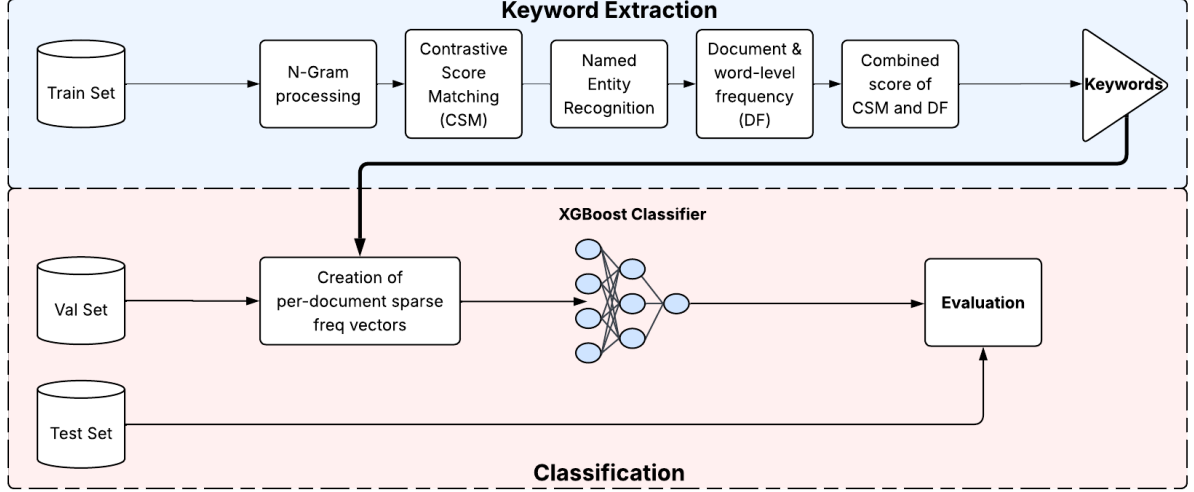 Keyword Extraction
Train Set
N-Gram
processing
Contrastive
Score
Matching
(CSM)
Named
Entity
Recognition
Document &
word-level
frequency
(DF)
Combined
score of
CSM and DF
Keywords
XGBoost Classifier
Val Set
Creation of
per-document sparse
freq vectors
Evaluation
Test Set
Classification